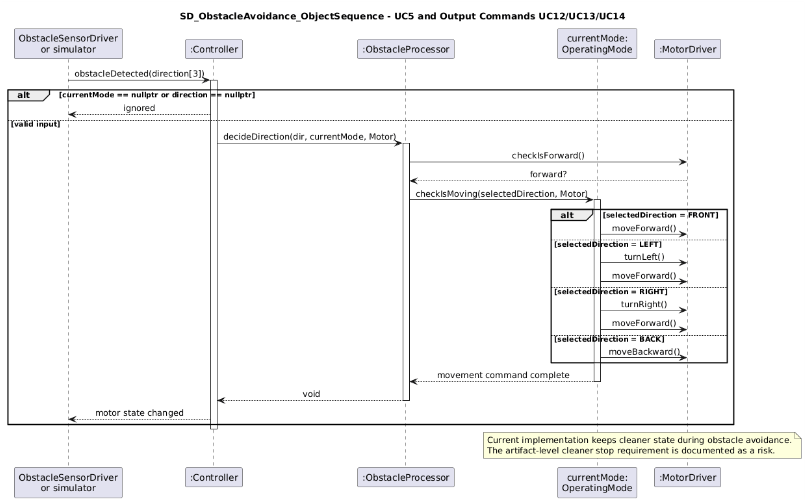 SD_ObstacleAvoidance_ObjectSequence - UC5 and Output Commands UC12/UC13/UC14
ObstacleSensorDriver
or simulator
:Controller
:ObstacleProcessor
currentMode:
OperatingMode
:MotorDriver
obstacleDetected(direction[3])
alt
[currentMode == nullptr or direction == nullptr]
ignored
[valid input]
decideDirection(dir, currentMode, Motor)
checkIsForward()
forward?
checkIsMoving(selectedDirection, Motor)
alt
[selectedDirection = FRONT]
moveForward()
[selectedDirection = LEFT]
turnLeft()
moveForward()
[selectedDirection = RIGHT]
turnRight()
moveForward()
[selectedDirection = BACK]
moveBackward()
movement command complete
void
motor state changed
Current implementation keeps cleaner state during obstacle avoidance.
The artifact-level cleaner stop requirement is documented as a risk.
ObstacleSensorDriver
or simulator
:Controller
:ObstacleProcessor
currentMode:
OperatingMode
:MotorDriver